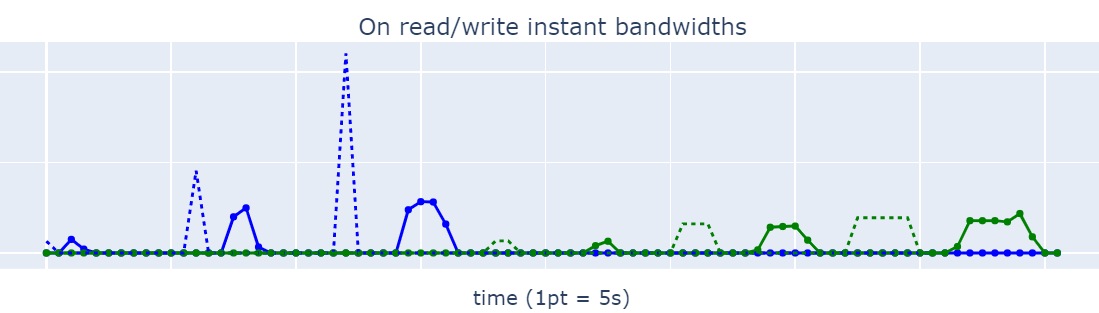 On read/write instant bandwidths
time (1pt = 5s)